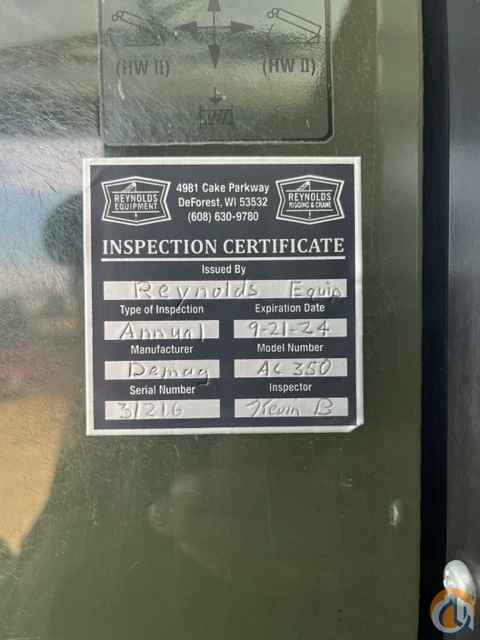 (HW II) (HW II)
REYNOLDS EQUIPMENT
4981 Cake Parkway
DeForest, WI 53532
(608) 630-9780
REYNOLDS RIGGING & CRANE
INSPECTION CERTIFICATE
Issued By
Reynolds Equip
Type of Inspection Expiration Date
Annual 9-21-24
Manufacturer Model Number
Demag AC 350
Serial Number Inspector
31216 Kevin B